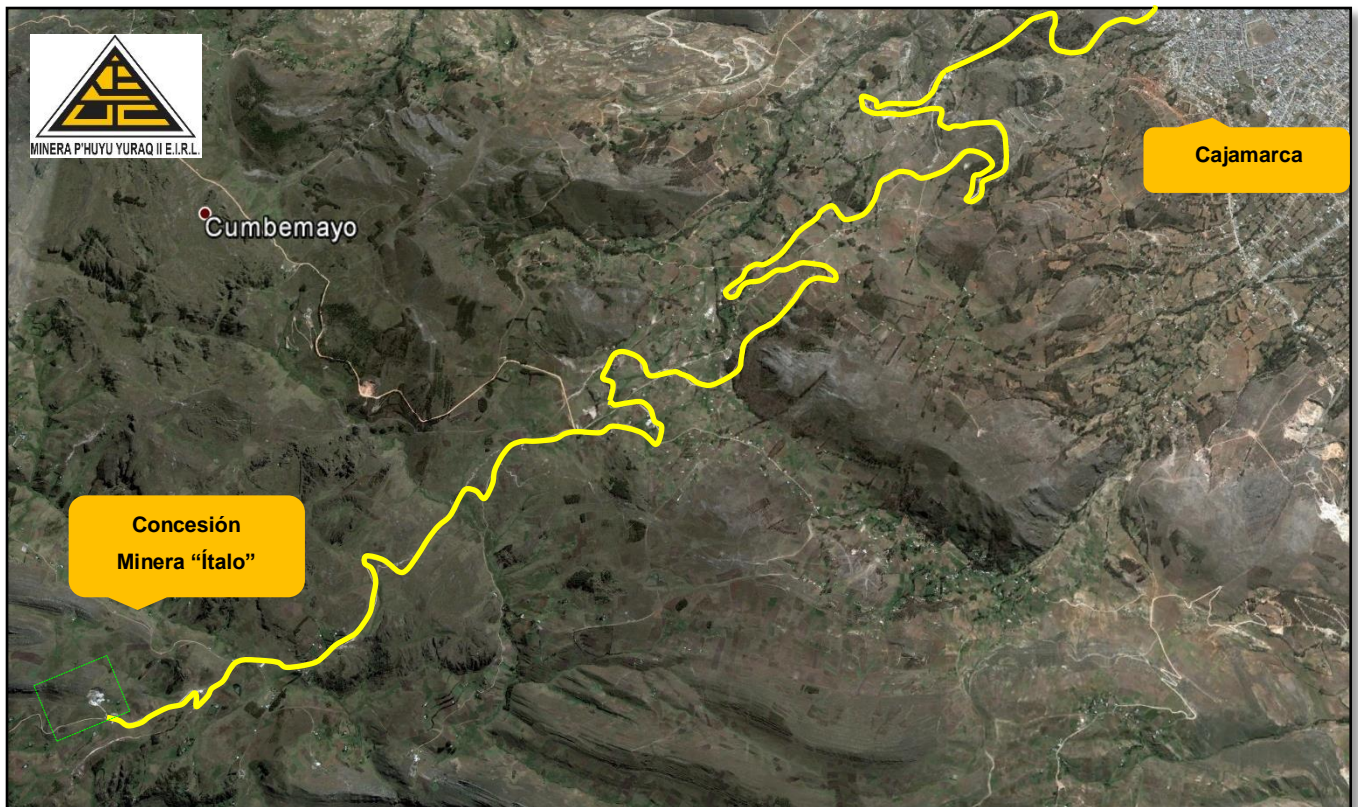 MINERA P'HUYU YURAQ II E.I.R.L.
Cajamarca
Cumbemayo
Concesión
Minera “Ítalo”